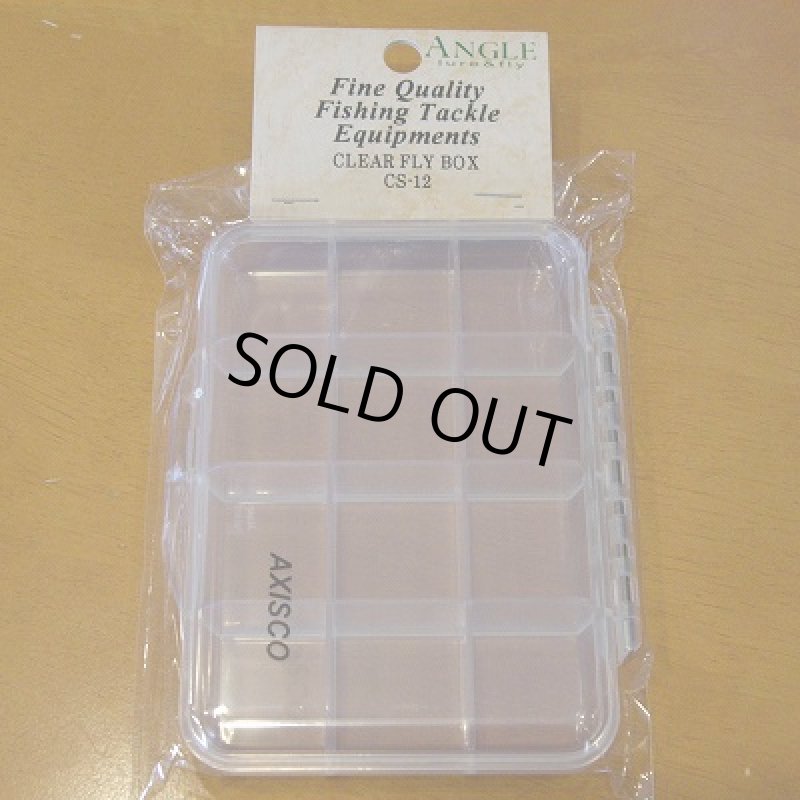 ANGLE
lure&fly
Fine Quality
Fishing Tackle
Equipments
CLEAR FLY BOX
CS-12
SOLD OUT
AXISCO